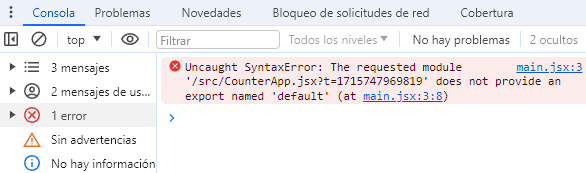 Consola Problemas Novedades Bloqueo de solicitudes de red Cobertura
top Filtrar Todos los niveles No hay problemas 2 ocultos
3 mensajes
2 mensajes de us...
1 error
Sin advertencias
No hay información
Uncaught SyntaxError: The requested module main.jsx:3
'/src/CounterApp.jsx?t=1715747969819' does not provide an
export named 'default' (at main.jsx:3:8)